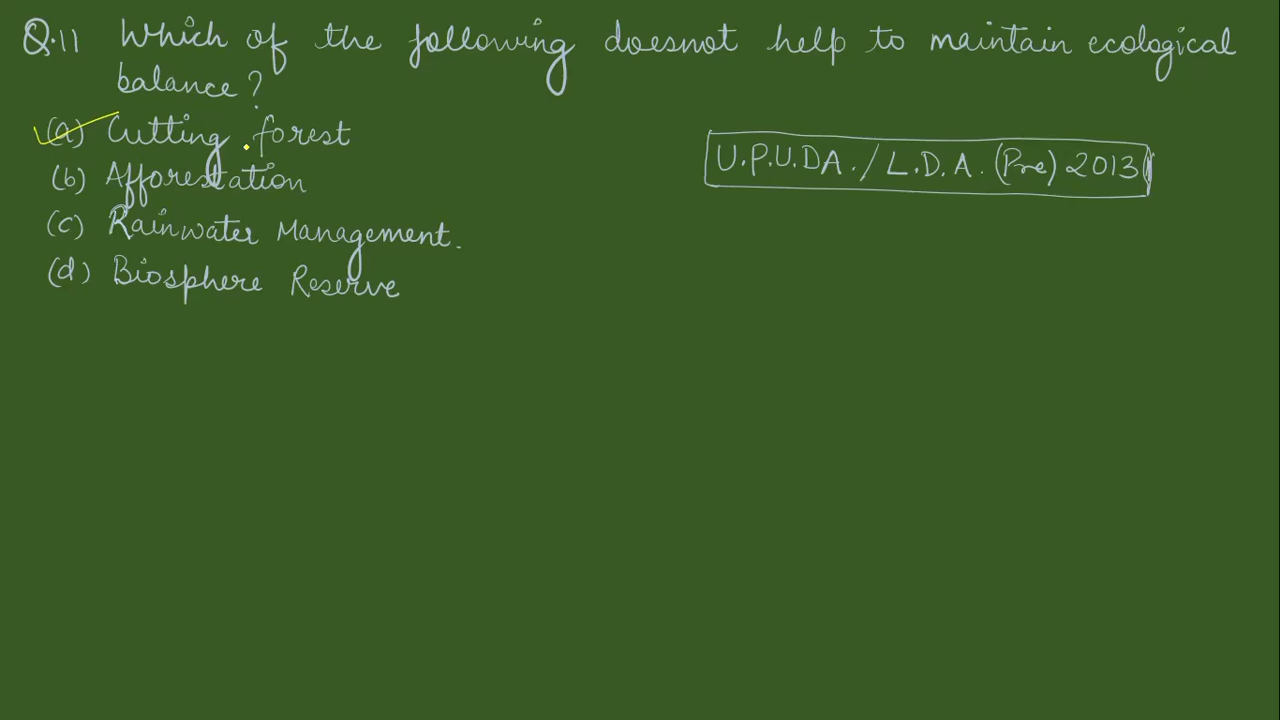 Q.11 Which of the following doesnot help to maintain ecological
balance ?
(a) Cutting forest
(b) Afforestation
(c) Rainwater Management.
(d) Biosphere Reserve
U.P.U.D.A. / L.D.A. (Pre) 2013